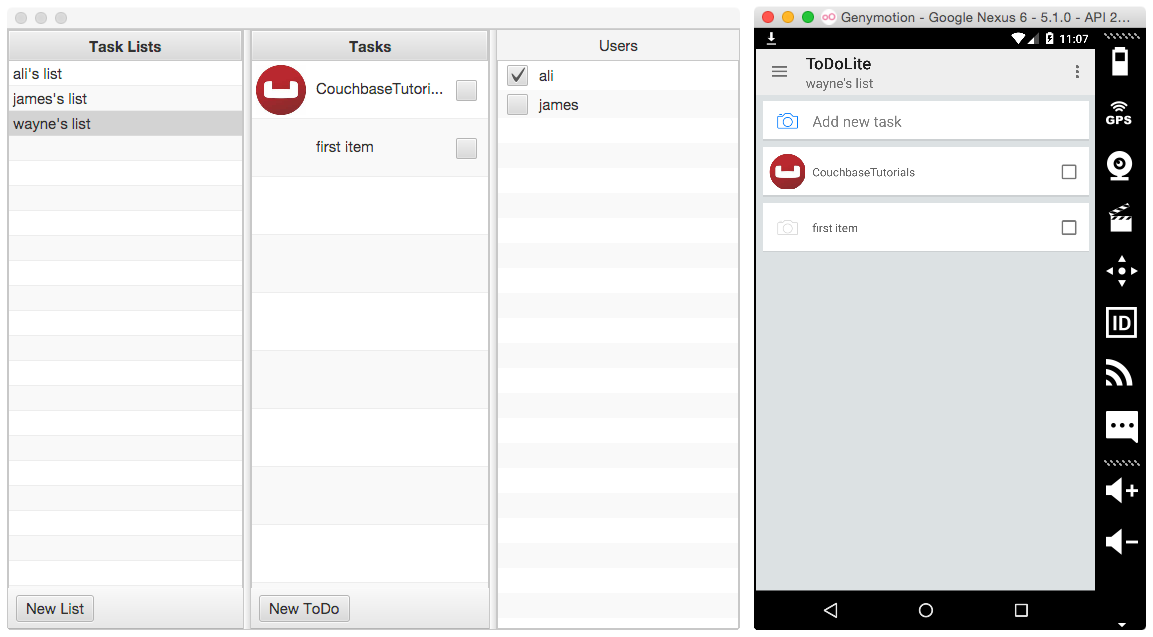 Task Lists
ali's list
james's list
wayne's list
New List
Tasks
CouchbaseTutori...
first item
New ToDo
Users
ali
james
Genymotion - Google Nexus 6 - 5.1.0 - API 2...
11:07
ToDoLite
wayne's list
Add new task
CouchbaseTutorials
first item
GPS
ID